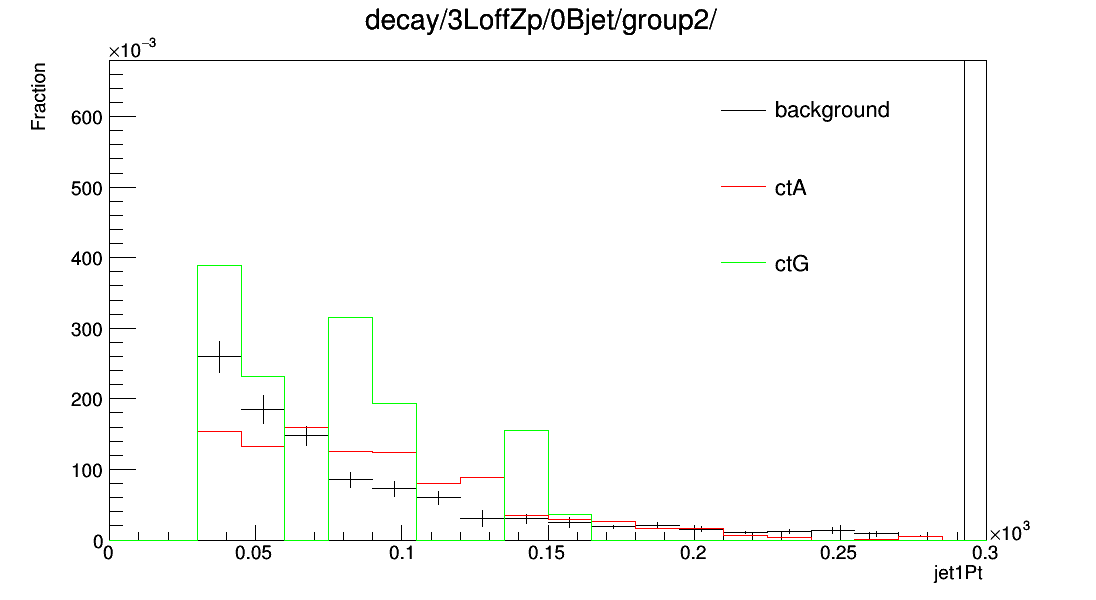 decay/3LoffZp/0Bjet/group2/
×10⁻³
Fraction
600
500
400
300
200
100
0
background
ctA
ctG
0 0.05 0.1 0.15 0.2 0.25 0.3
×10³
jet1Pt